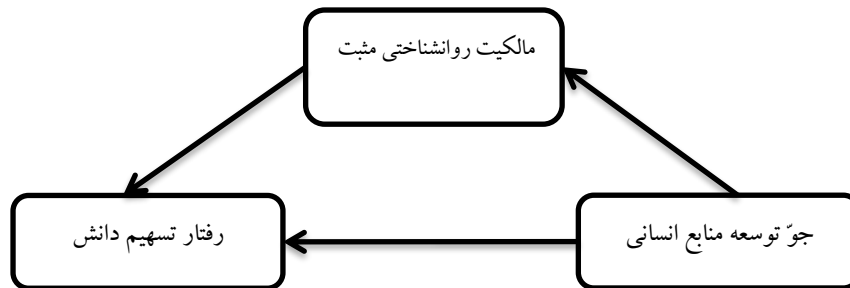 مالکیت روانشناختی مثبت
جوّ توسعه منابع انسانی
رفتار تسهیم دانش